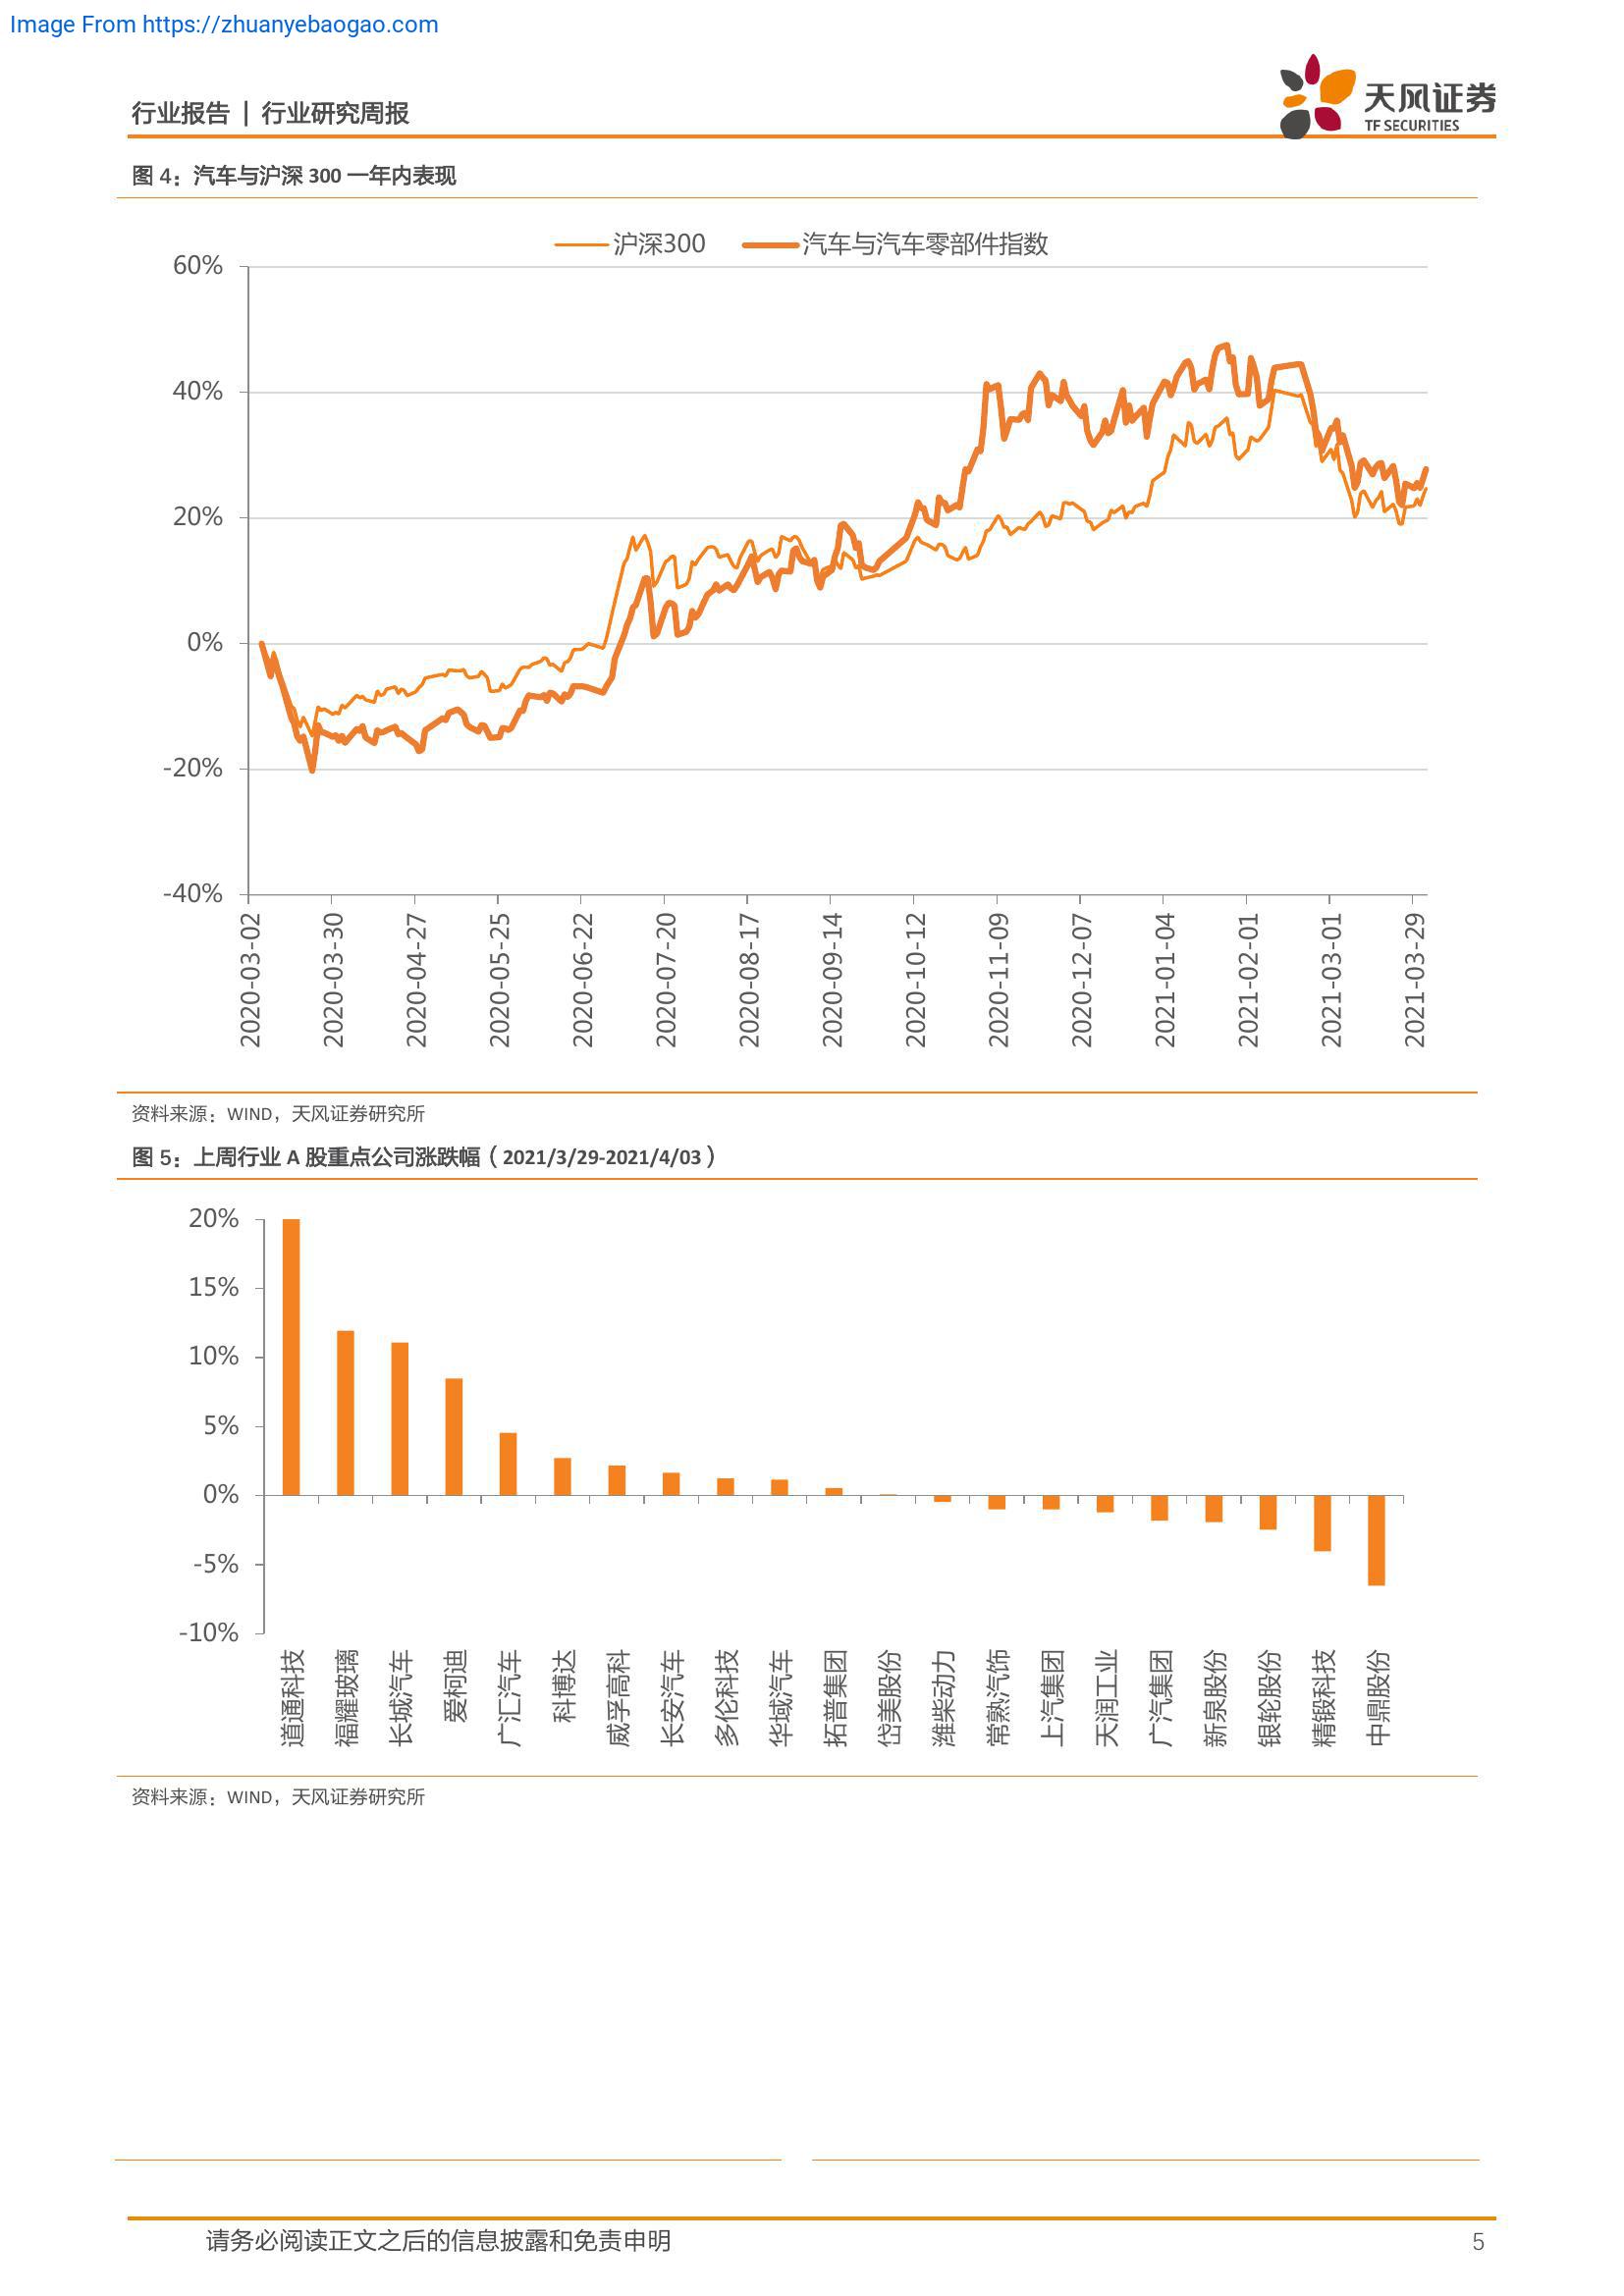 Image From https://zhuanyebaogao.com
行业报告 | 行业研究周报
天风证券
TF SECURITIES
图 4：汽车与沪深 300 一年内表现
沪深300 汽车与汽车零部件指数
60%
40%
20%
0%
-20%
-40%
2020-03-02
2020-03-30
2020-04-27
2020-05-25
2020-06-22
2020-07-20
2020-08-17
2020-09-14
2020-10-12
2020-11-09
2020-12-07
2021-01-04
2021-02-01
2021-03-01
2021-03-29
资料来源：WIND，天风证券研究所
图 5：上周行业 A 股重点公司涨跌幅（2021/3/29-2021/4/03）
20%
15%
10%
5%
0%
-5%
-10%
道通科技
福耀玻璃
长城汽车
爱柯迪
广汇汽车
科博达
威孚高科
长安汽车
多伦科技
华域汽车
拓普集团
岱美股份
潍柴动力
常熟汽饰
上汽集团
天润工业
广汽集团
新泉股份
银轮股份
精锻科技
中鼎股份
资料来源：WIND，天风证券研究所
请务必阅读正文之后的信息披露和免责申明
5